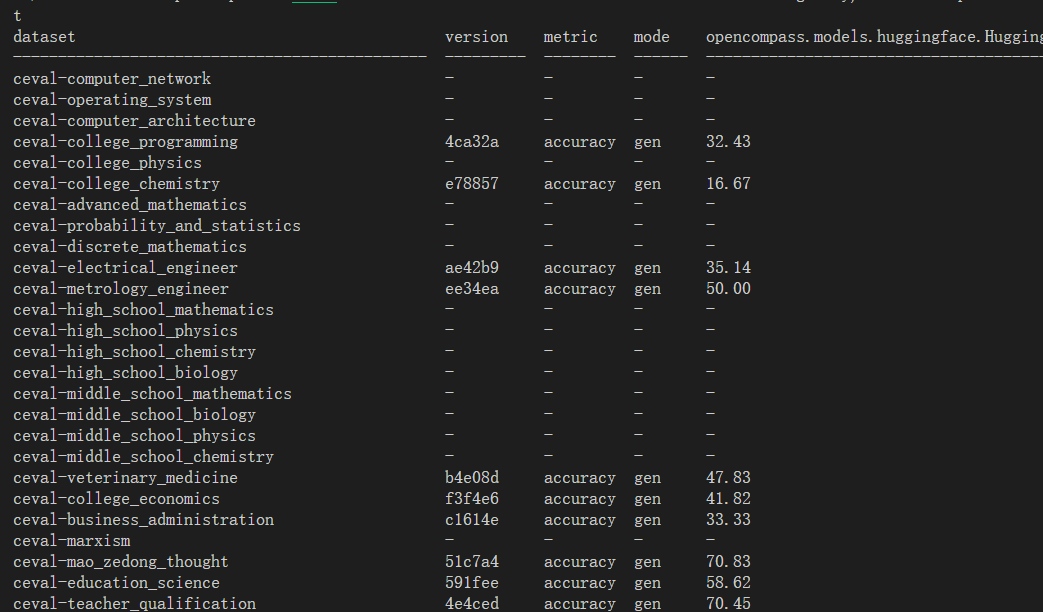 t
dataset version metric mode opencompass.models.huggingface.Hugging
---------------------------------------------- --------- -------- ------ --------------------------------------
ceval-computer_network - - - -
ceval-operating_system - - - -
ceval-computer_architecture - - - -
ceval-college_programming 4ca32a accuracy gen 32.43
ceval-college_physics - - - -
ceval-college_chemistry e78857 accuracy gen 16.67
ceval-advanced_mathematics - - - -
ceval-probability_and_statistics - - - -
ceval-discrete_mathematics - - - -
ceval-electrical_engineer ae42b9 accuracy gen 35.14
ceval-metrology_engineer ee34ea accuracy gen 50.00
ceval-high_school_mathematics - - - -
ceval-high_school_physics - - - -
ceval-high_school_chemistry - - - -
ceval-high_school_biology - - - -
ceval-middle_school_mathematics - - - -
ceval-middle_school_biology - - - -
ceval-middle_school_physics - - - -
ceval-middle_school_chemistry - - - -
ceval-veterinary_medicine b4e08d accuracy gen 47.83
ceval-college_economics f3f4e6 accuracy gen 41.82
ceval-business_administration c1614e accuracy gen 33.33
ceval-marxism - - - -
ceval-mao_zedong_thought 51c7a4 accuracy gen 70.83
ceval-education_science 591fee accuracy gen 58.62
ceval-teacher_qualification 4e4ced accuracy gen 70.45